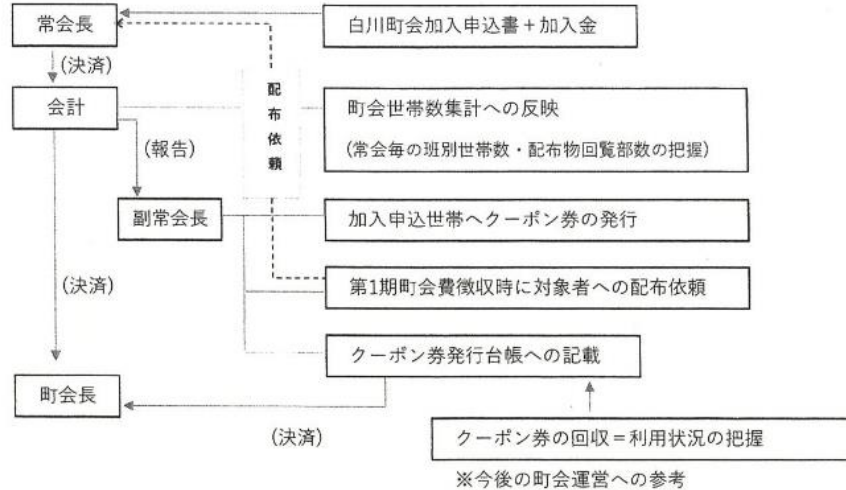 常会長
白川町会加入申込書＋加入金
(決済)
配布依頼
会計
町会世帯数集計への反映
(常会毎の班別世帯数・配布物回覧部数の把握)
(報告)
副常会長
加入申込世帯へクーポン券の発行
(決済)
第1期町会費徴収時に対象者への配布依頼
クーポン券発行台帳への記載
町会長
(決済)
クーポン券の回収＝利用状況の把握
※今後の町会運営への参考